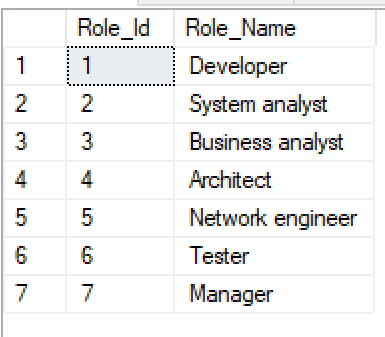 Role_Id Role_Name
1 1 Developer
2 2 System analyst
3 3 Business analyst
4 4 Architect
5 5 Network engineer
6 6 Tester
7 7 Manager